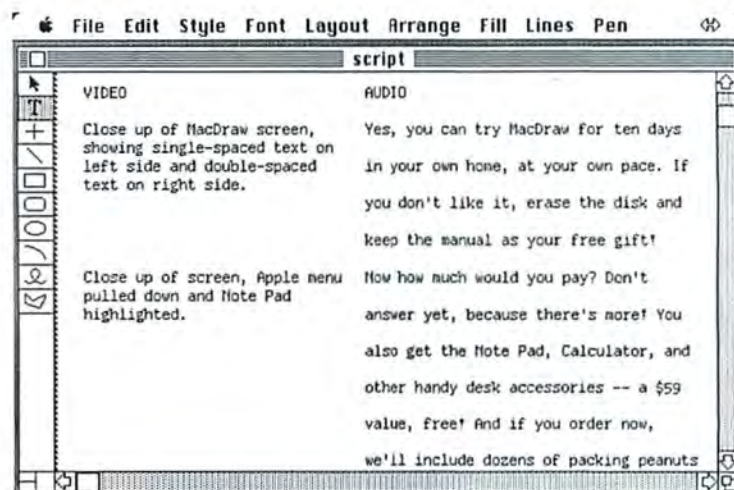 File Edit Style Font Layout Arrange Fill Lines Pen
script
T
VIDEO
Close up of MacDraw screen,
showing single-spaced text on
left side and double-spaced
text on right side.
Close up of screen, Apple menu
pulled down and Note Pad
highlighted.
AUDIO
Yes, you can try MacDraw for ten days
in your own home, at your own pace. If
you don't like it, erase the disk and
keep the manual as your free gift!
Now how much would you pay? Don't
answer yet, because there's more! You
also get the Note Pad, Calculator, and
other handy desk accessories -- a $59
value, free! And if you order now,
we'll include dozens of packing peanuts